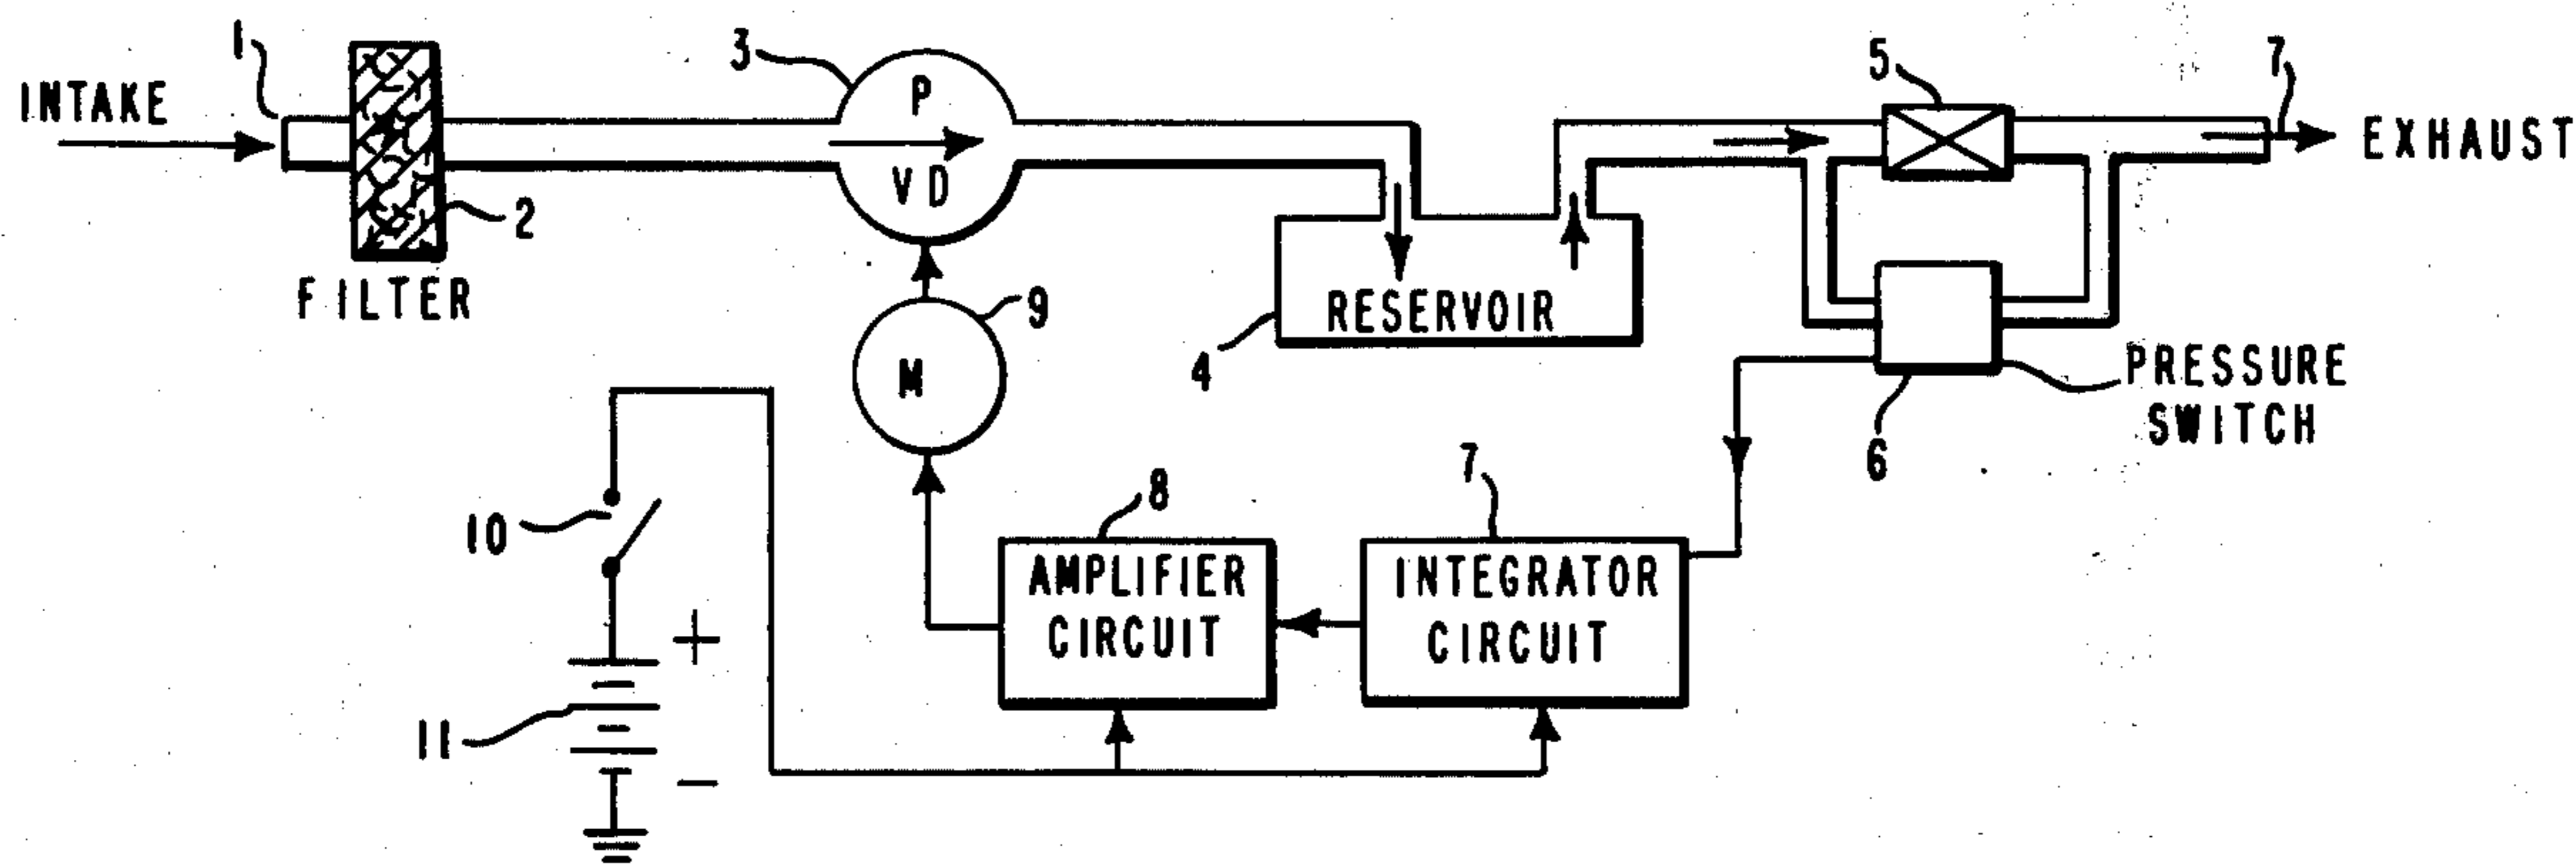 1
INTAKE
2
FILTER
3
P
VD
9
M
RESERVOIR
4
5
7
EXHAUST
PRESSURE
SWITCH
6
7
INTEGRATOR
CIRCUIT
8
AMPLIFIER
CIRCUIT
10
+
11
-